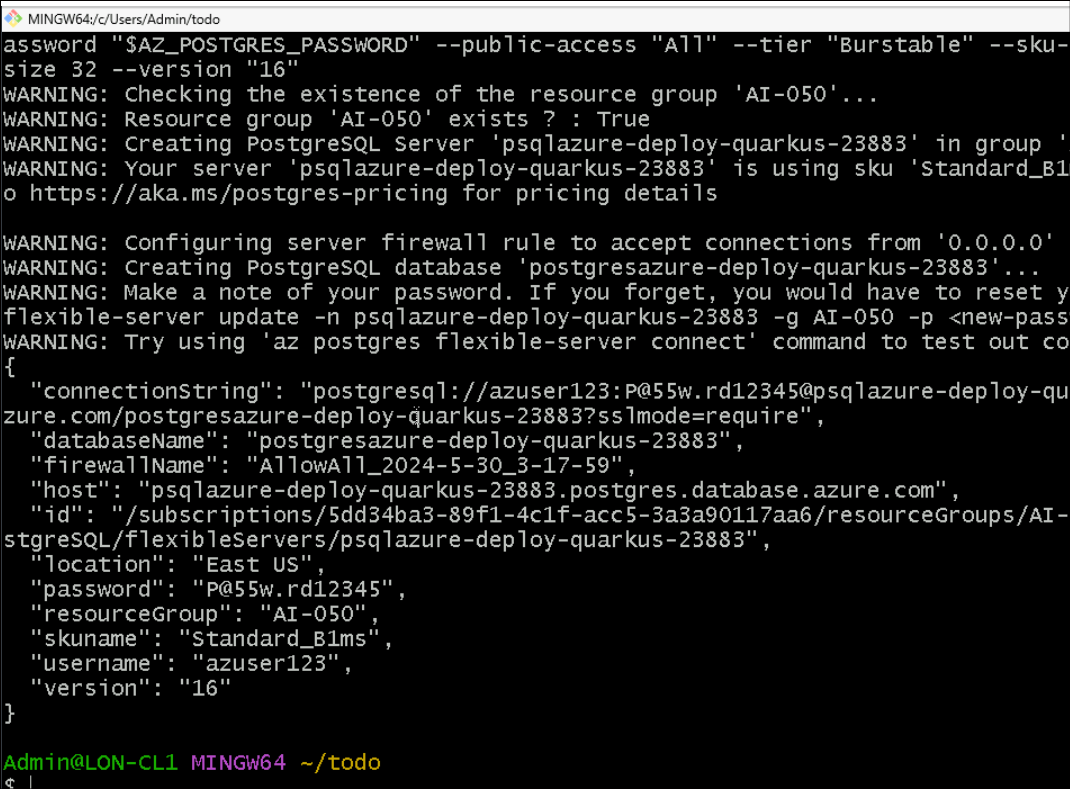 MINGW64:/c/Users/Admin/todo
assword "$AZ_POSTGRES_PASSWORD" --public-access "All" --tier "Burstable" --sku-
size 32 --version "16"
WARNING: Checking the existence of the resource group 'AI-050'...
WARNING: Resource group 'AI-050' exists ? : True
WARNING: Creating PostgreSQL Server 'psqlazure-deploy-quarkus-23883' in group '
WARNING: Your server 'psqlazure-deploy-quarkus-23883' is using sku 'Standard_B1
o https://aka.ms/postgres-pricing for pricing details
WARNING: Configuring server firewall rule to accept connections from '0.0.0.0'
WARNING: Creating PostgreSQL database 'postgresazure-deploy-quarkus-23883'...
WARNING: Make a note of your password. If you forget, you would have to reset y
flexible-server update -n psqlazure-deploy-quarkus-23883 -g AI-050 -p <new-pass
WARNING: Try using 'az postgres flexible-server connect' command to test out co
{
"connectionString": "postgresql://azuser123:P@55w.rd12345@psqlazure-deploy-qu
zure.com/postgresazure-deploy-quarkus-23883?sslmode=require",
"databaseName": "postgresazure-deploy-quarkus-23883",
"firewallName": "AllowAll_2024-5-30_3-17-59",
"host": "psqlazure-deploy-quarkus-23883.postgres.database.azure.com",
"id": "/subscriptions/5dd34ba3-89f1-4c1f-acc5-3a3a90117aa6/resourceGroups/AI-
stgreSQL/flexibleServers/psqlazure-deploy-quarkus-23883",
"location": "East US",
"password": "P@55w.rd12345",
"resourceGroup": "AI-050",
"skuname": "Standard_B1ms",
"username": "azuser123",
"version": "16"
}
Admin@LON-CL1 MINGW64 ~/todo
$